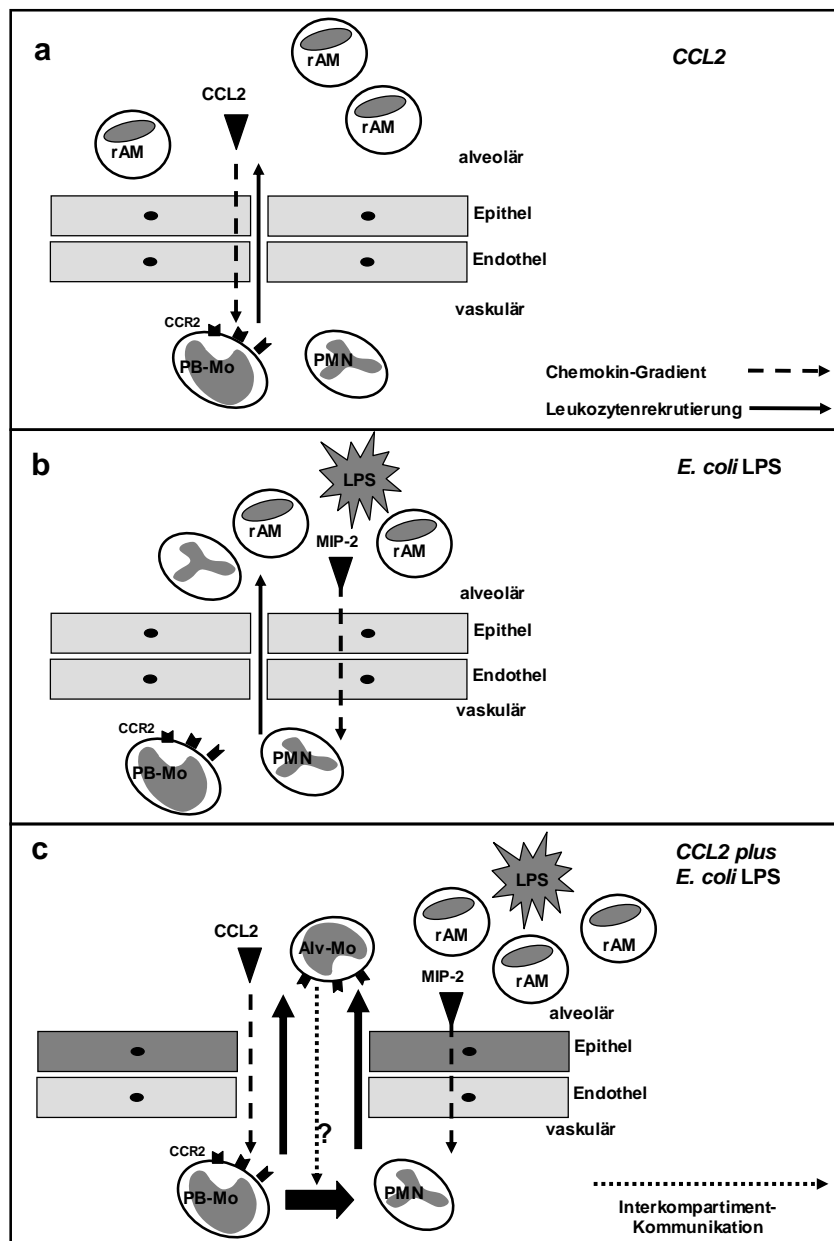 a
CCL2
rAM
CCL2
rAM
rAM
alveolär
Epithel
Endothel
vaskulär
CCR2
PB-Mo
PMN
Chemokin-Gradient
Leukozytenrekrutierung
b
E. coli LPS
LPS
rAM
MIP-2
rAM
alveolär
Epithel
Endothel
vaskulär
CCR2
PB-Mo
PMN
c
CCL2 plus
E. coli LPS
LPS
CCL2
Alv-Mo
rAM
rAM
MIP-2
rAM
alveolär
Epithel
Endothel
vaskulär
?
CCR2
PB-Mo
PMN
Interkompartiment-
Kommunikation